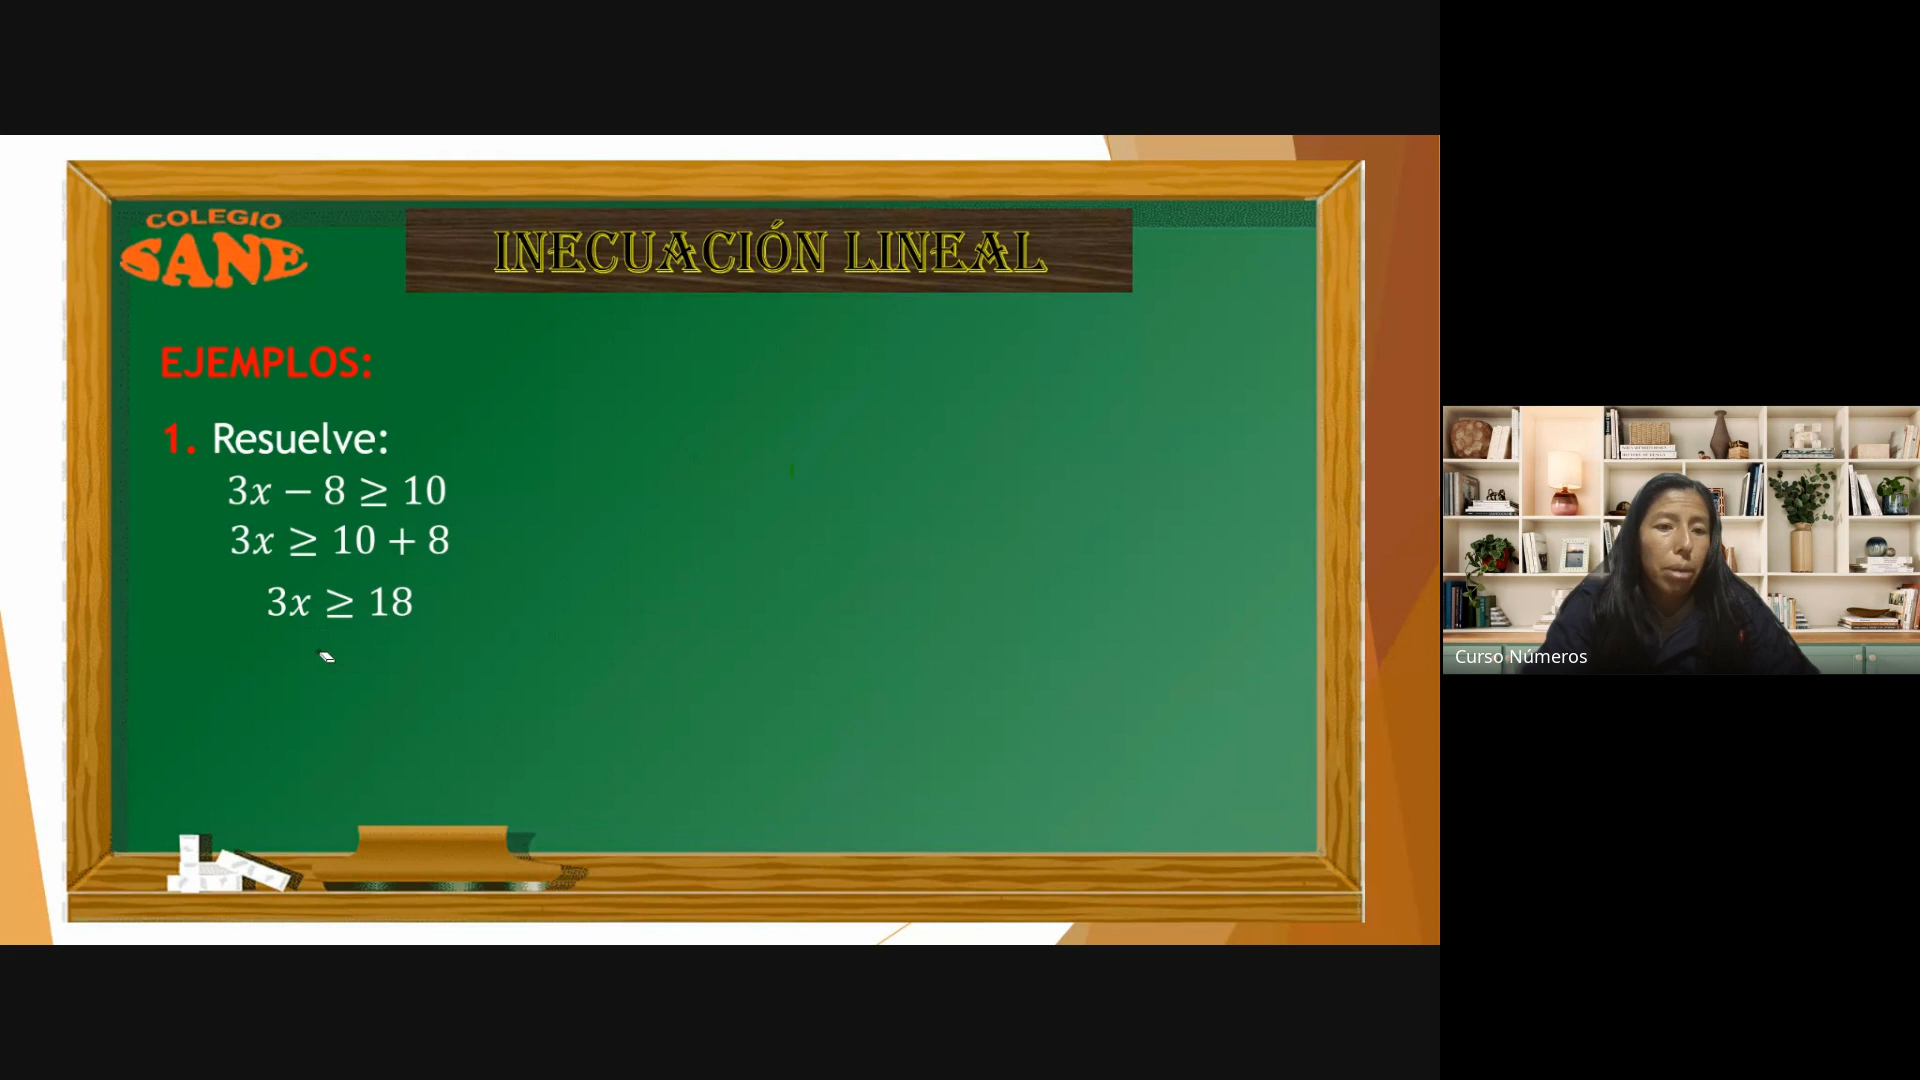 COLEGIO
SANE
INECUACIÓN LINEAL
EJEMPLOS:
1. Resuelve:
3x − 8 ≥ 10
3x ≥ 10 + 8
3x ≥ 18
Curso Números